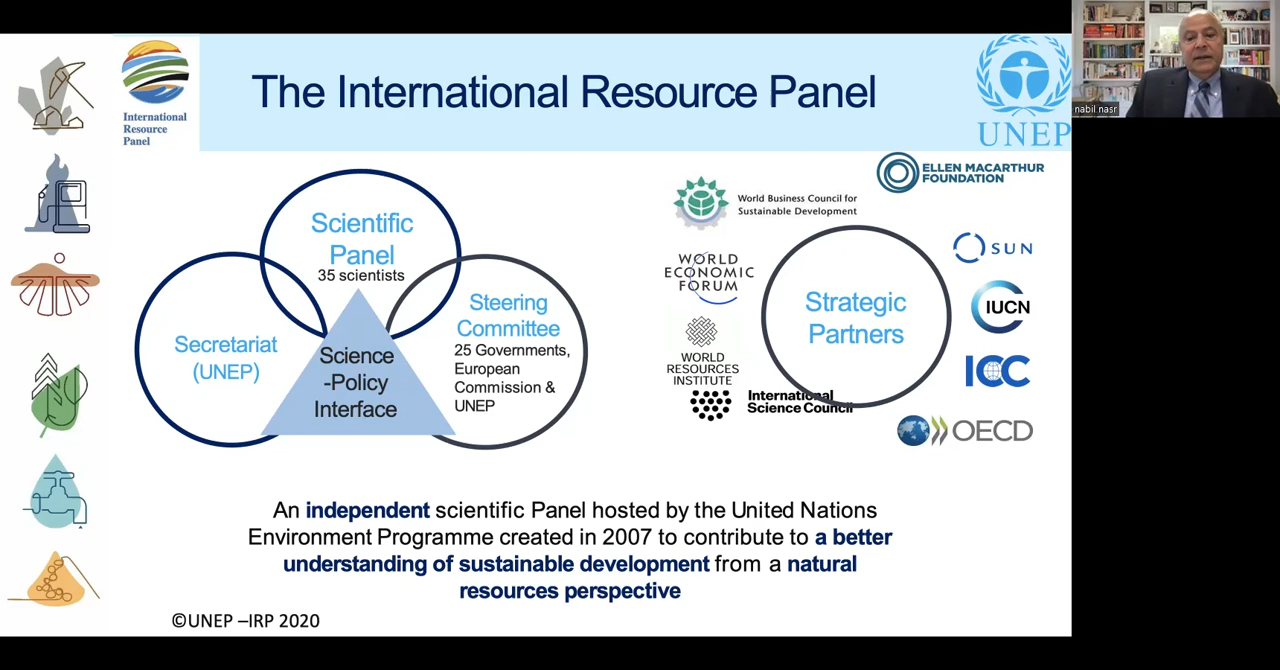 International
Resource
Panel
The International Resource Panel
UNEP
nabil nasr
Scientific
Panel
35 scientists
Secretariat
(UNEP)
Steering
Committee
25 Governments,
European
Commission &
UNEP
Science
-Policy
Interface
ELLEN MACARTHUR
FOUNDATION
World Business Council for
Sustainable Development
WORLD
ECONOMIC
FORUM
SUN
Strategic
Partners
IUCN
WORLD
RESOURCES
INSTITUTE
ICC
International
Science Council
OECD
An independent scientific Panel hosted by the United Nations
Environment Programme created in 2007 to contribute to a better
understanding of sustainable development from a natural
resources perspective
©UNEP –IRP 2020